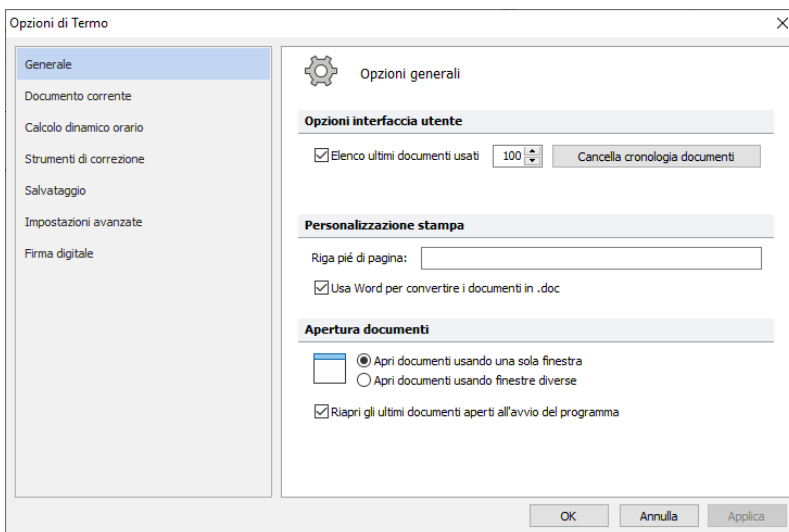 Opzioni di Termo
Generale
Documento corrente
Calcolo dinamico orario
Strumenti di correzione
Salvataggio
Impostazioni avanzate
Firma digitale
Opzioni generali
Opzioni interfaccia utente
Elenco ultimi documenti usati 100 Cancella cronologia documenti
Personalizzazione stampa
Riga pié di pagina:
Usa Word per convertire i documenti in .doc
Apertura documenti
Apri documenti usando una sola finestra
Apri documenti usando finestre diverse
Riapri gli ultimi documenti aperti all'avvio del programma
OK Annulla Applica